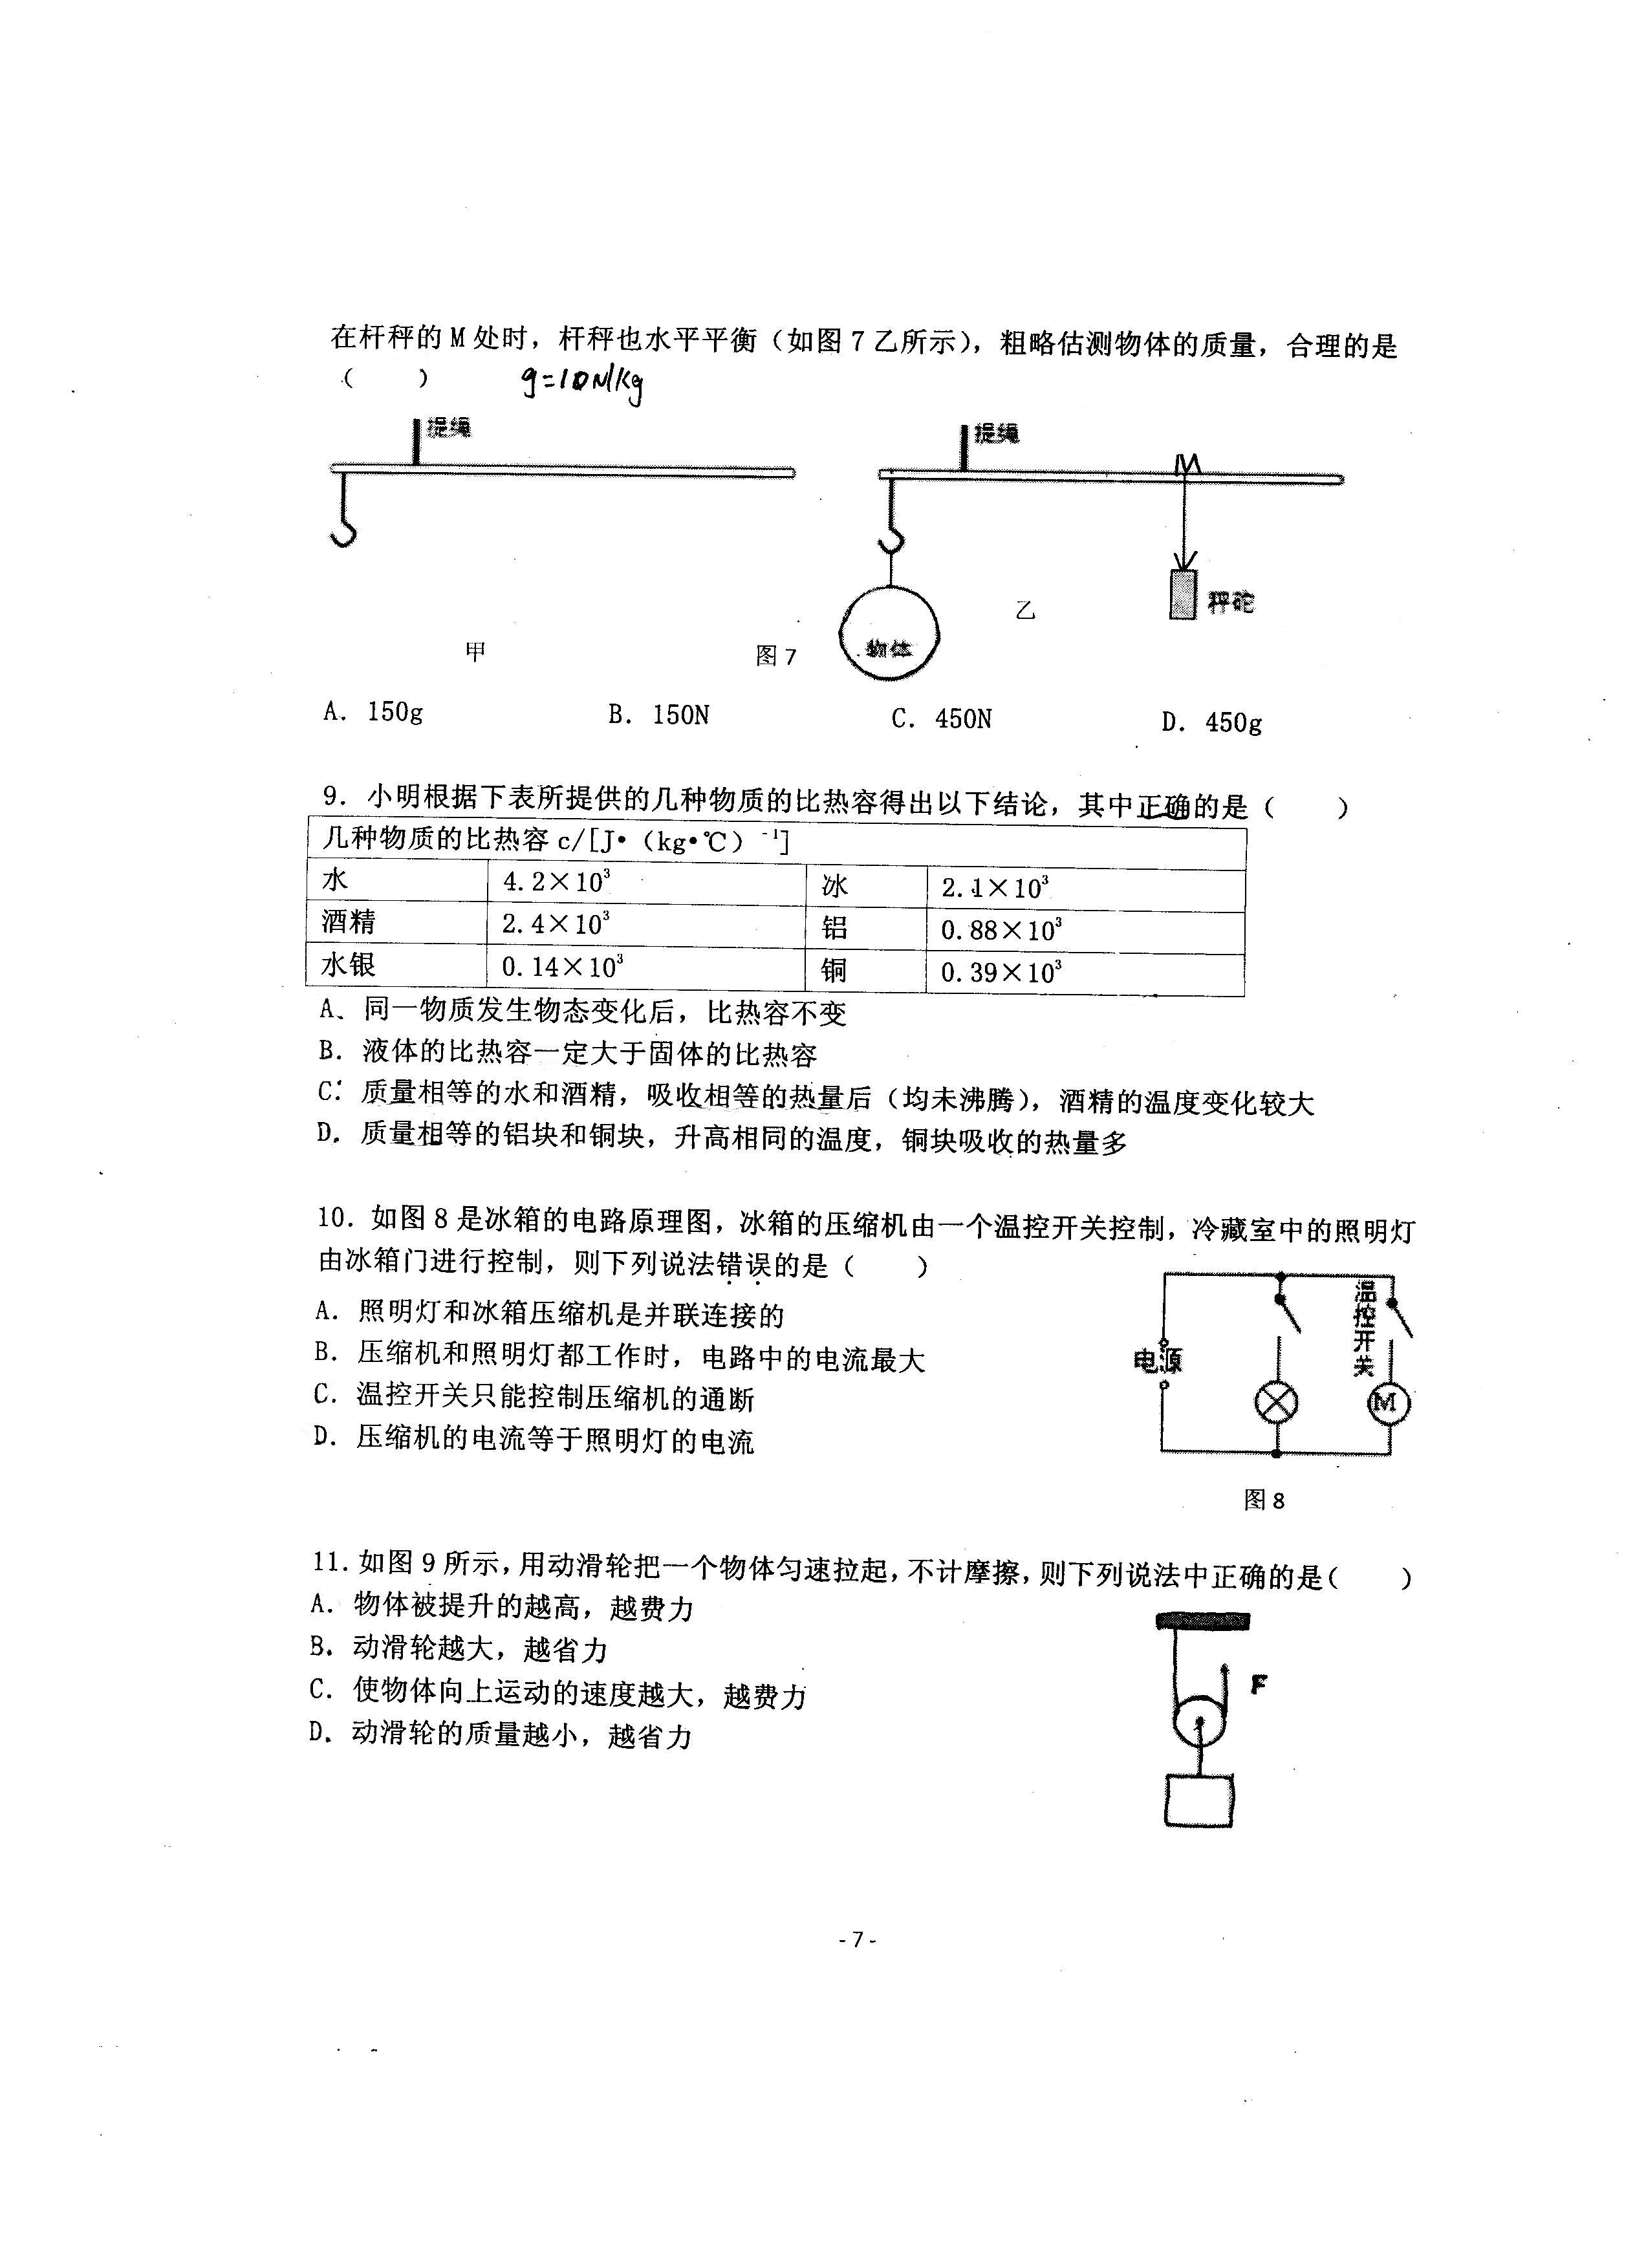 在杆秤的 M 处时，杆秤也水平平衡（如图 7 乙所示），粗略估测物体的质量，合理的是
（　　） g=10N/kg
提绳
提绳
M
秤砣
乙
物体
甲
图 7
A. 150g B. 150N C. 450N D. 450g
9. 小明根据下表所提供的几种物质的比热容得出以下结论，其中正确的是（　　）
几种物质的比热容 c/[J•（kg•℃）⁻¹]
水 4.2×10³ 冰 2.1×10³
酒精 2.4×10³ 铝 0.88×10³
水银 0.14×10³ 铜 0.39×10³
A、同一物质发生物态变化后，比热容不变
B. 液体的比热容一定大于固体的比热容
C. 质量相等的水和酒精，吸收相等的热量后（均未沸腾），酒精的温度变化较大
D. 质量相等的铝块和铜块，升高相同的温度，铜块吸收的热量多
10. 如图 8 是冰箱的电路原理图，冰箱的压缩机由一个温控开关控制，冷藏室中的照明灯
由冰箱门进行控制，则下列说法错误的是（　　）
A. 照明灯和冰箱压缩机是并联连接的
B. 压缩机和照明灯都工作时，电路中的电流最大
C. 温控开关只能控制压缩机的通断
D. 压缩机的电流等于照明灯的电流
温控开关
电源
M
图 8
11. 如图 9 所示，用动滑轮把一个物体匀速拉起，不计摩擦，则下列说法中正确的是（　　）
A. 物体被提升的越高，越费力
B. 动滑轮越大，越省力
C. 使物体向上运动的速度越大，越费力
D. 动滑轮的质量越小，越省力
F
- 7 -